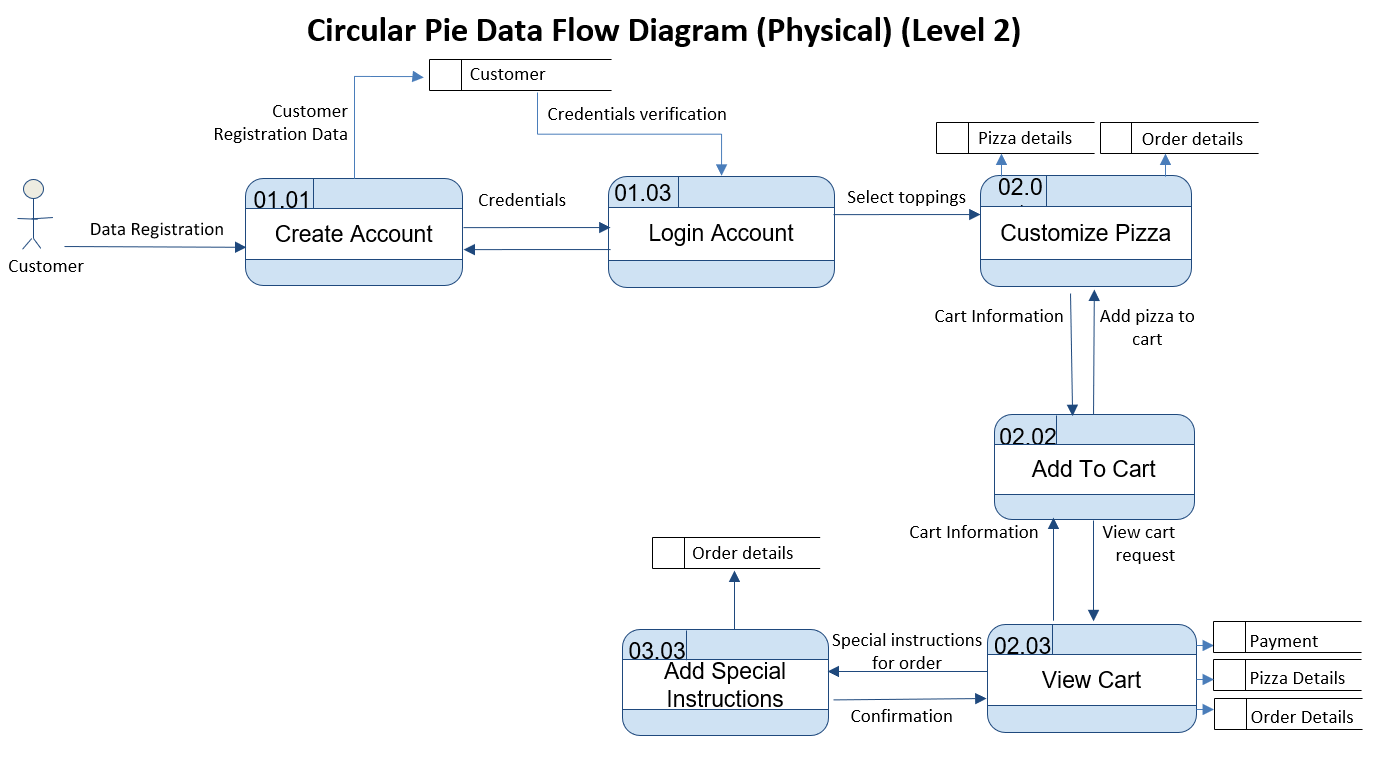 Circular Pie Data Flow Diagram (Physical) (Level 2)
Customer
Customer
Registration Data
Credentials verification
Pizza details
Order details
01.01
Create Account
Credentials
01.03
Login Account
Select toppings
02.0
Customize Pizza
Data Registration
Customer
Cart Information
Add pizza to
cart
02.02
Add To Cart
Cart Information
View cart
request
Order details
03.03
Add Special
Instructions
Special instructions
for order
Confirmation
02.03
View Cart
Payment
Pizza Details
Order Details